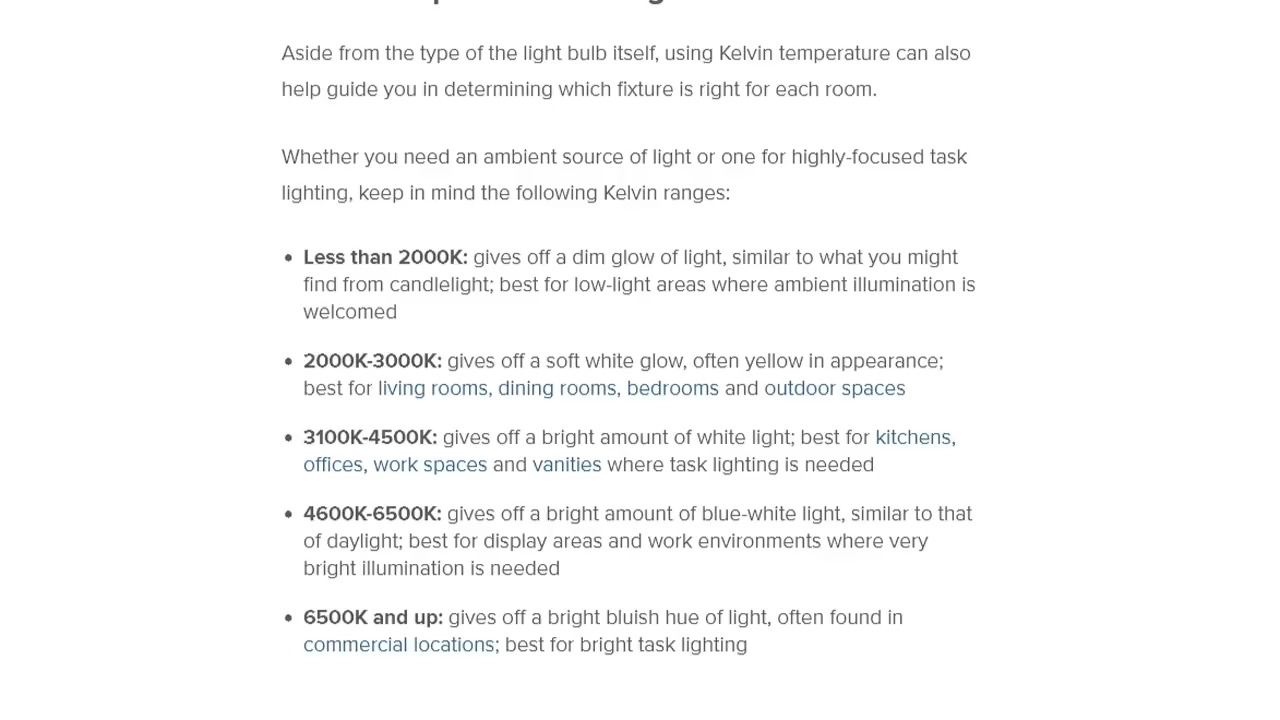 Aside from the type of the light bulb itself, using Kelvin temperature can also
help guide you in determining which fixture is right for each room.
Whether you need an ambient source of light or one for highly-focused task
lighting, keep in mind the following Kelvin ranges:
• Less than 2000K: gives off a dim glow of light, similar to what you might
find from candlelight; best for low-light areas where ambient illumination is
welcomed
• 2000K-3000K: gives off a soft white glow, often yellow in appearance;
best for living rooms, dining rooms, bedrooms and outdoor spaces
• 3100K-4500K: gives off a bright amount of white light; best for kitchens,
offices, work spaces and vanities where task lighting is needed
• 4600K-6500K: gives off a bright amount of blue-white light, similar to that
of daylight; best for display areas and work environments where very
bright illumination is needed
• 6500K and up: gives off a bright bluish hue of light, often found in
commercial locations; best for bright task lighting